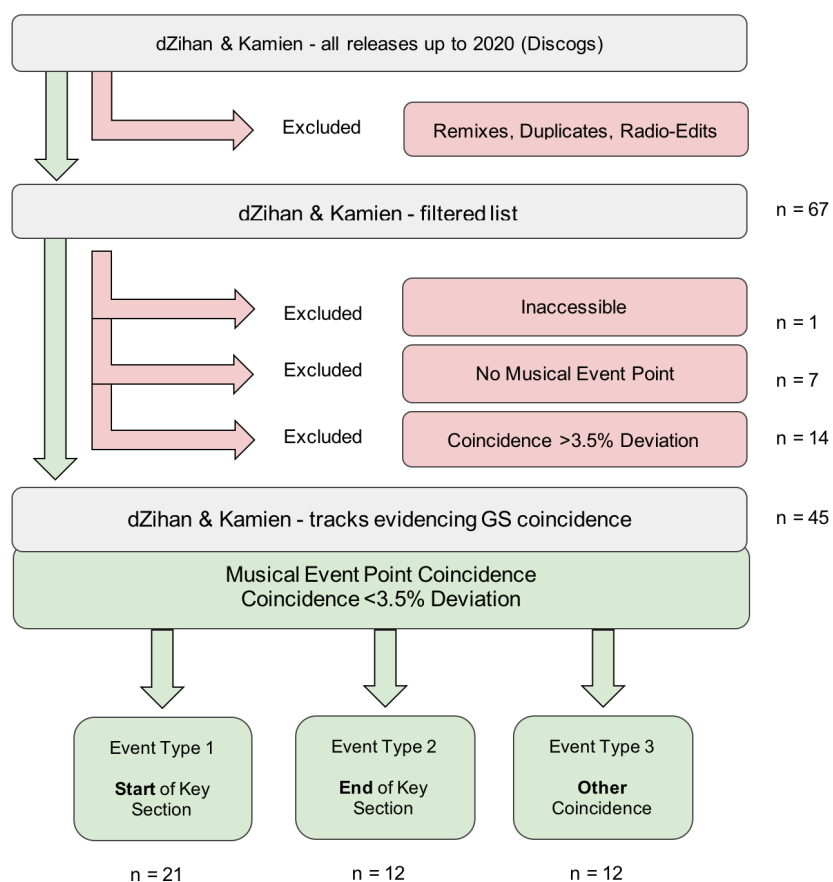 dZihan & Kamien - all releases up to 2020 (Discogs)
Excluded
Remixes, Duplicates, Radio-Edits
dZihan & Kamien - filtered list
n = 67
Excluded
Inaccessible
n = 1
Excluded
No Musical Event Point
n = 7
Excluded
Coincidence >3.5% Deviation
n = 14
dZihan & Kamien - tracks evidencing GS coincidence
n = 45
Musical Event Point Coincidence
Coincidence <3.5% Deviation
Event Type 1
Start of Key
Section
n = 21
Event Type 2
End of Key
Section
n = 12
Event Type 3
Other
Coincidence
n = 12